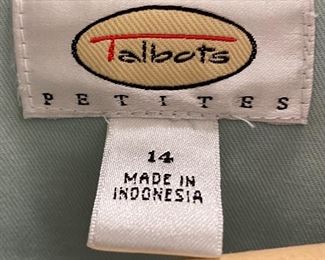 Talbots
PETITES
14
MADE IN
INDONESIA